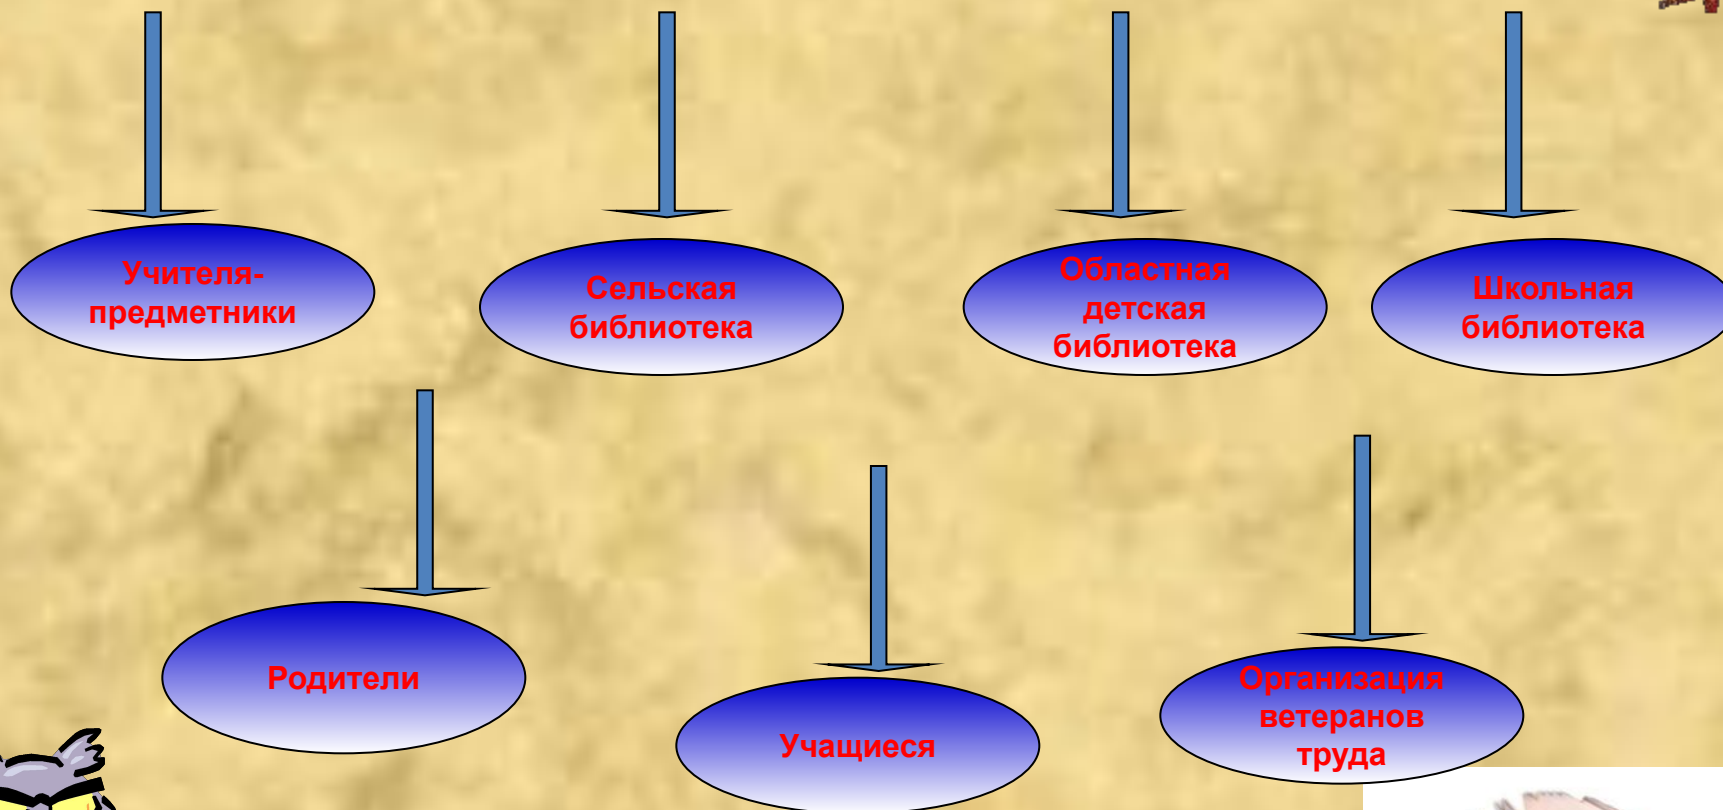 Учителя-
предметники
Сельская
библиотека
Областная
детская
библиотека
Школьная
библиотека
Родители
Учащиеся
Организация
ветеранов
труда